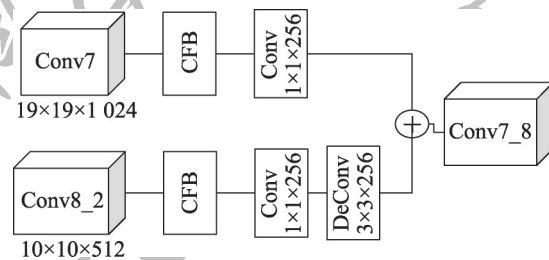 Conv7
19×19×1 024
CFB
Conv
1×1×256
+
Conv7_8
Conv8_2
10×10×512
CFB
Conv
1×1×256
DeConv
3×3×256